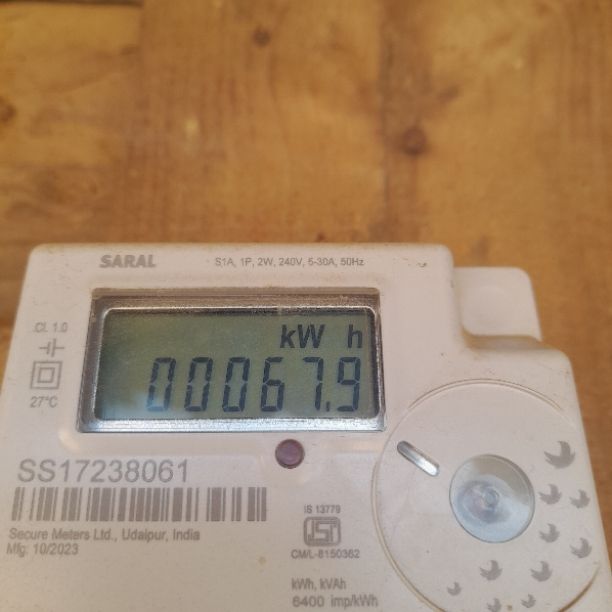 SARAL
S1A, 1P, 2W, 240V, 5-30A, 50Hz
Cl. 1.0
kW h
00067.9
27°C
SS17238061
Secure Meters Ltd., Udaipur, India
Mfg: 10/2023
IS 13779
ISI
CM/L-8150362
kWh, kVAh
6400 imp/kWh